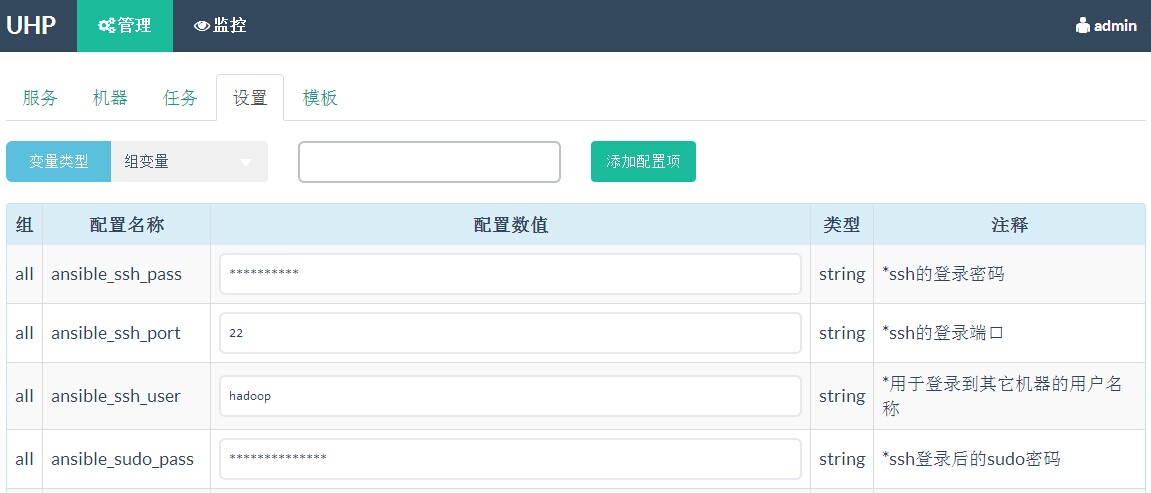 UHP 管理 监控 admin
服务 机器 任务 设置 模板
变量类型 组变量 添加配置项
组 配置名称 配置数值 类型 注释
all ansible_ssh_pass ********** string *ssh的登录密码
all ansible_ssh_port 22 string *ssh的登录端口
all ansible_ssh_user hadoop string *用于登录到其它机器的用户名
称
all ansible_sudo_pass ************** string *ssh登录后的sudo密码